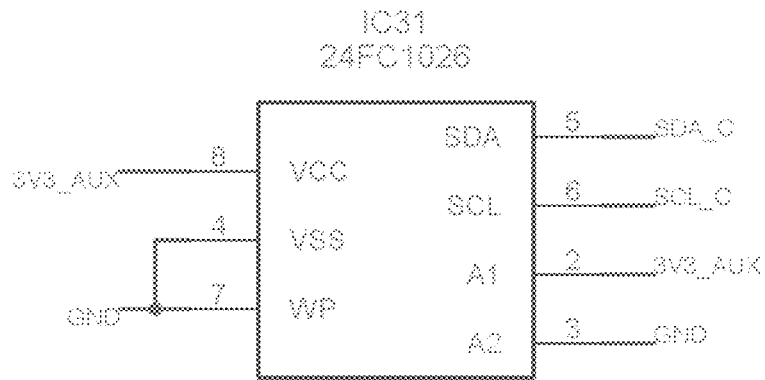 IC31
24FC1026
3V3_AUX 8 VCC SDA 5 SDA_C
SCL 6 SCL_C
4 VSS
A1 2 3V3_AUX
GND 7 WP
A2 3 GND